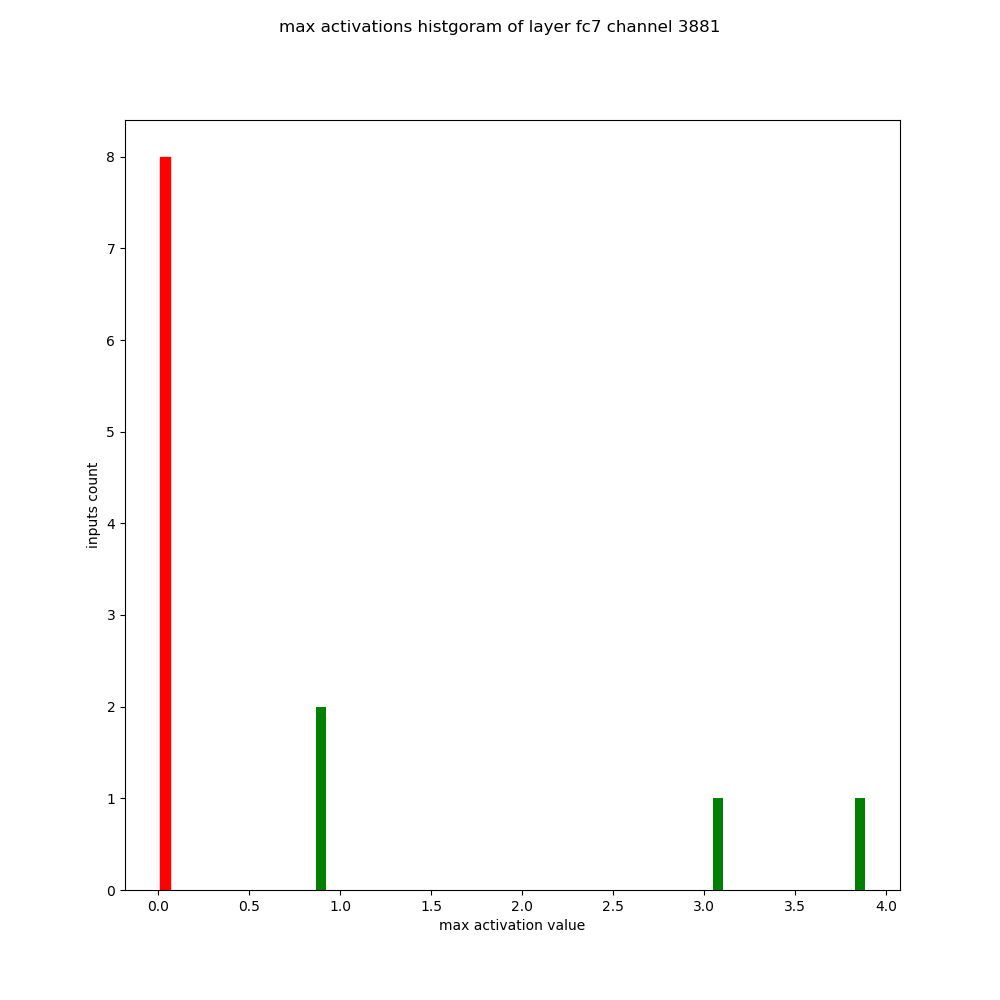 max activations histgoram of layer fc7 channel 3881
8
7
6
5
4
3
2
1
0
inputs count
0.0 0.5 1.0 1.5 2.0 2.5 3.0 3.5 4.0
max activation value